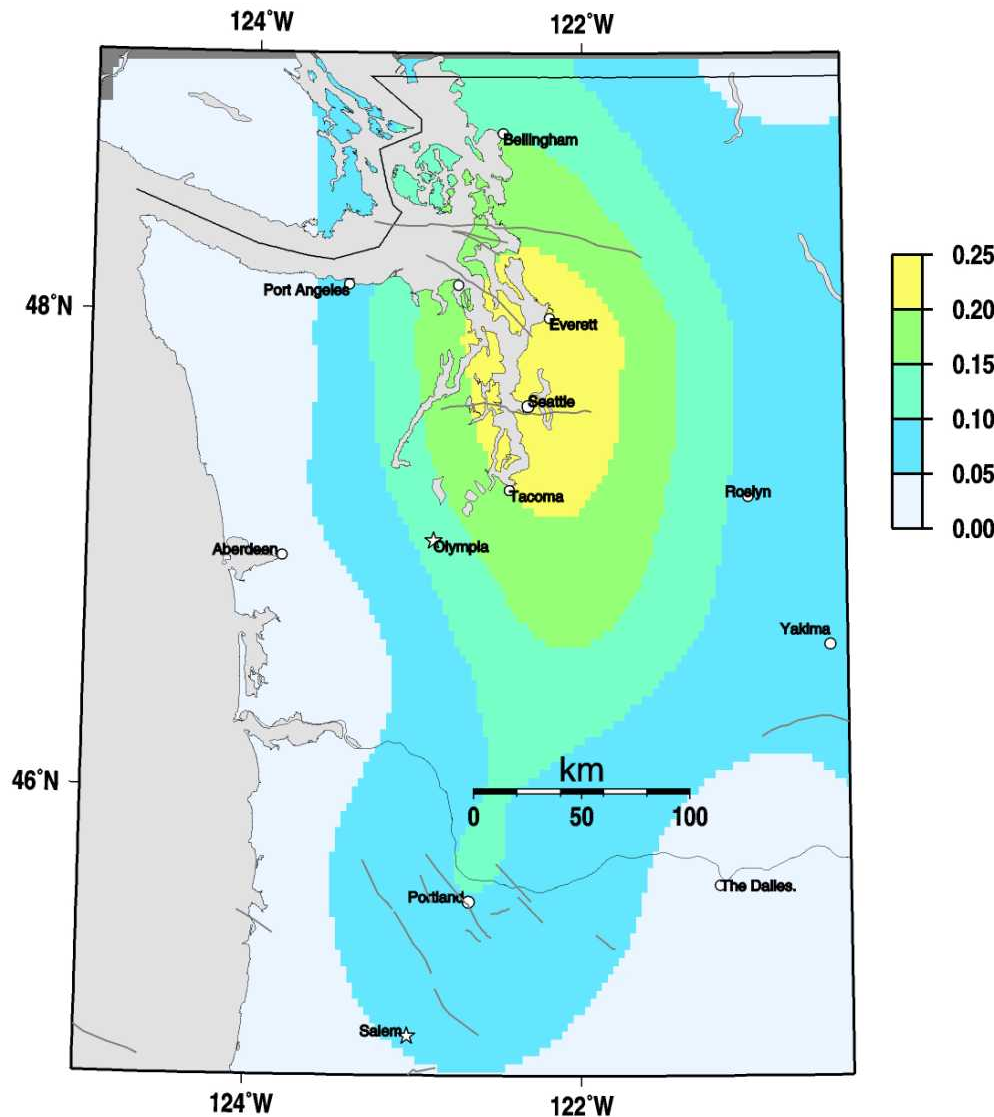 124°W 122°W
Bellingham
Port Angeles
48°N
Everett
Seattle
Tacoma
Roslyn
Aberdeen
Olympia
Yakima
0.25
0.20
0.15
0.10
0.05
0.00
46°N
km
0 50 100
The Dalles.
Portland
Salem
124°W 122°W